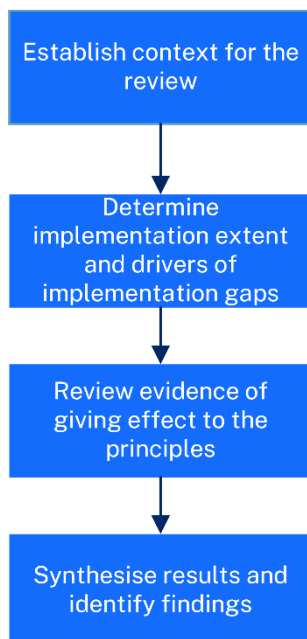 Establish context for the
review
Determine
implementation extent
and drivers of
implementation gaps
Review evidence of
giving effect to the
principles
Synthesise results and
identify findings